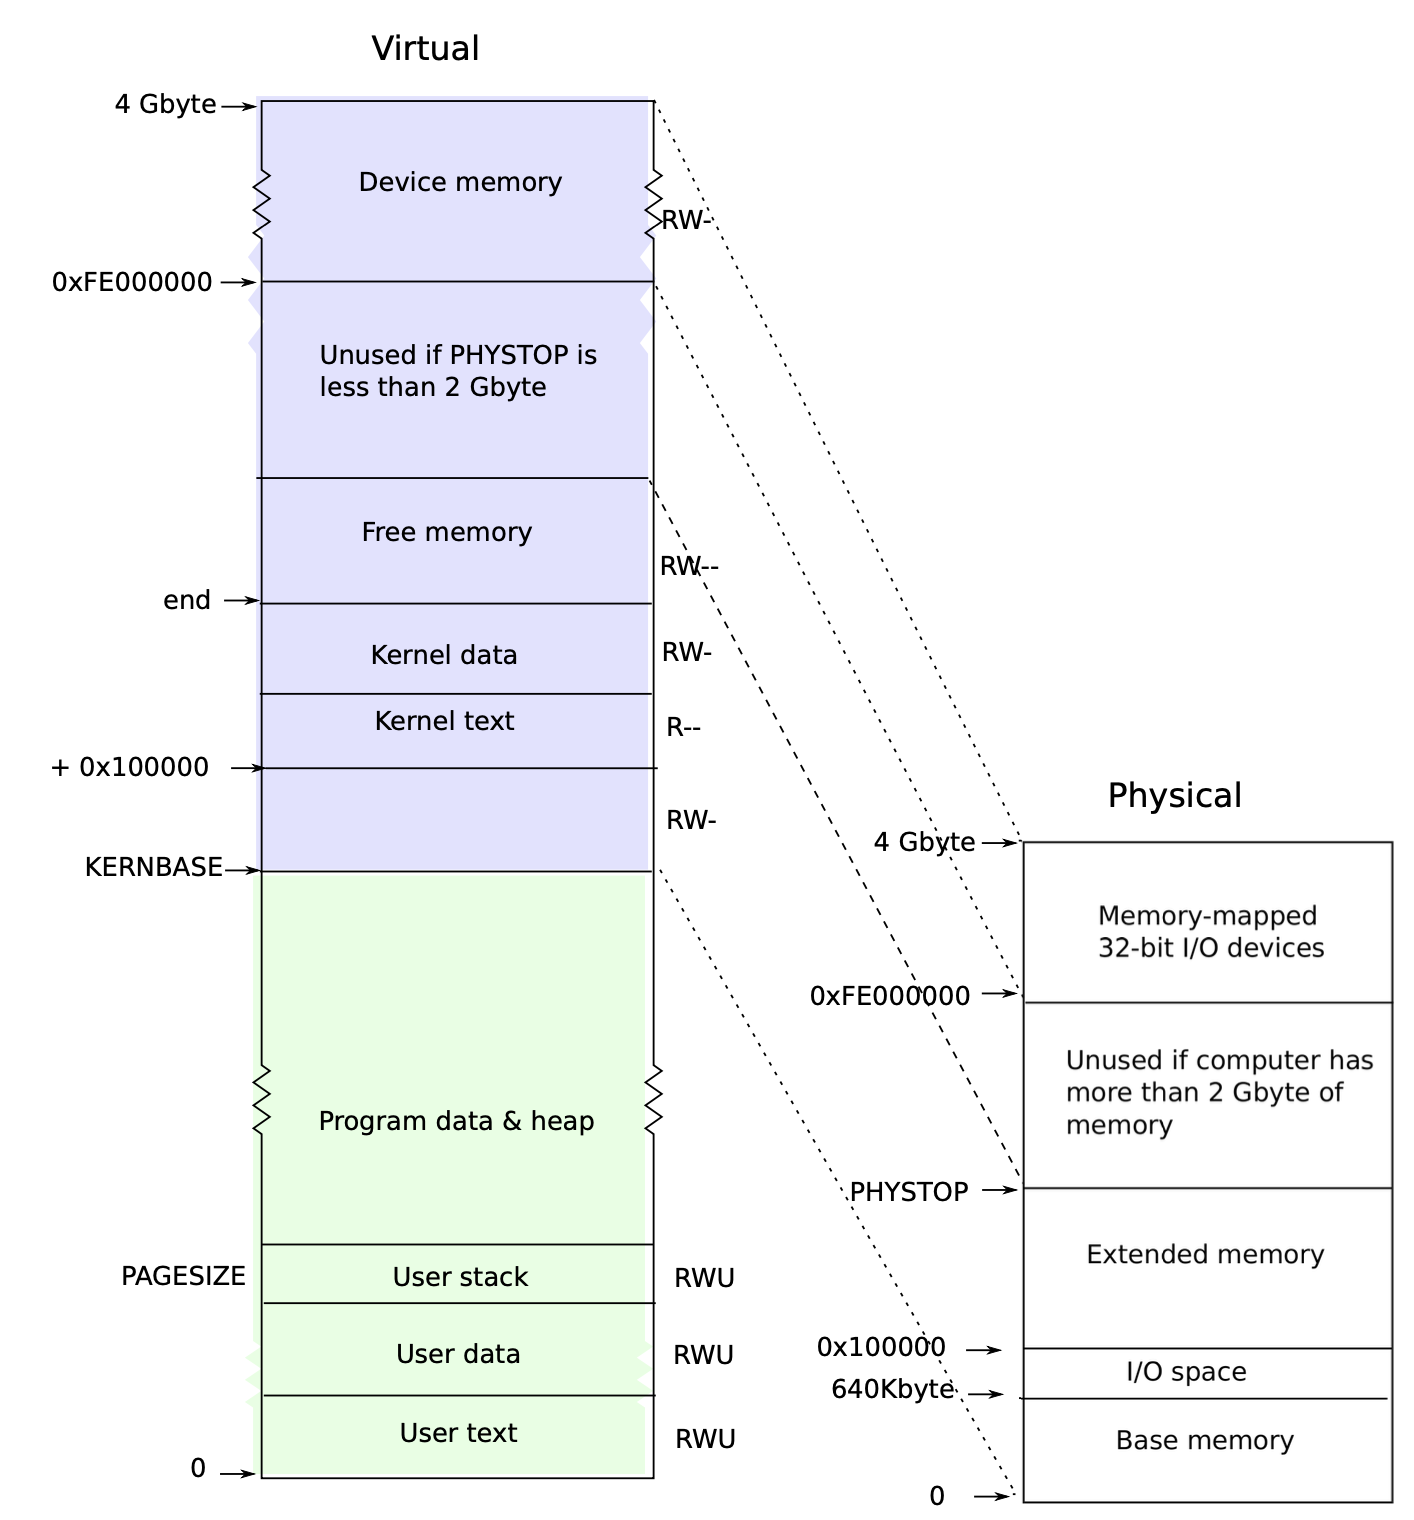 Virtual
4 Gbyte
Device memory
RW-
0xFE000000
Unused if PHYSTOP is
less than 2 Gbyte
Free memory
RW--
end
Kernel data
RW-
Kernel text
R--
+ 0x100000
RW-
KERNBASE
Program data & heap
PAGESIZE
User stack
RWU
User data
RWU
User text
RWU
0
Physical
4 Gbyte
Memory-mapped
32-bit I/O devices
0xFE000000
Unused if computer has
more than 2 Gbyte of
memory
PHYSTOP
Extended memory
0x100000
I/O space
640Kbyte
Base memory
0